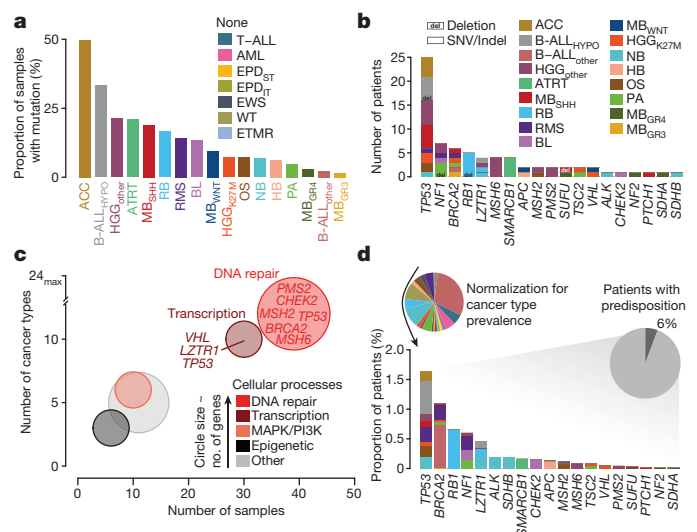 a
Proportion of samples
with mutation (%)
50
25
0
None
T–ALL
AML
EPD_ST
EPD_IT
EWS
WT
ETMR
ACC
B-ALL_HYPO
HGG_other
ATRT
MB_SHH
RB
RMS
BL
MB_WNT
HGG_K27M
OS
NB
HB
PA
MB_GR4
B-ALL_other
MB_GR3
b
Number of patients
25
20
15
10
5
0
del Deletion
SNV/Indel
ACC
B-ALL_HYPO
B–ALL_other
HGG_other
ATRT
MB_SHH
RB
RMS
BL
MB_WNT
HGG_K27M
NB
HB
OS
PA
MB_GR4
MB_GR3
del
del
del
del
TP53
NF1
BRCA2
RB1
LZTR1
MSH6
SMARCB1
APC
MSH2
PMS2
SUFU
TSC2
VHL
ALK
CHEK2
NF2
PTCH1
SDHA
SDHB
c
Number of cancer types
24max
20
10
0
DNA repair
PMS2
CHEK2
MSH2 TP53
BRCA2
MSH6
Transcription
VHL
LZTR1
TP53
Circle size ~
no. of genes
Cellular processes
DNA repair
Transcription
MAPK/PI3K
Epigenetic
Other
0 10 20 30 40 50
Number of samples
d
Normalization for
cancer type
prevalence
Patients with
predisposition
6%
Proportion of patients (%)
2.0
1.5
1.0
0.5
0
TP53
BRCA2
RB1
NF1
LZTR1
ALK
SDHB
SMARCB1
CHEK2
APC
MSH2
MSH6
TSC2
VHL
PMS2
SUFU
PTCH1
NF2
SDHA